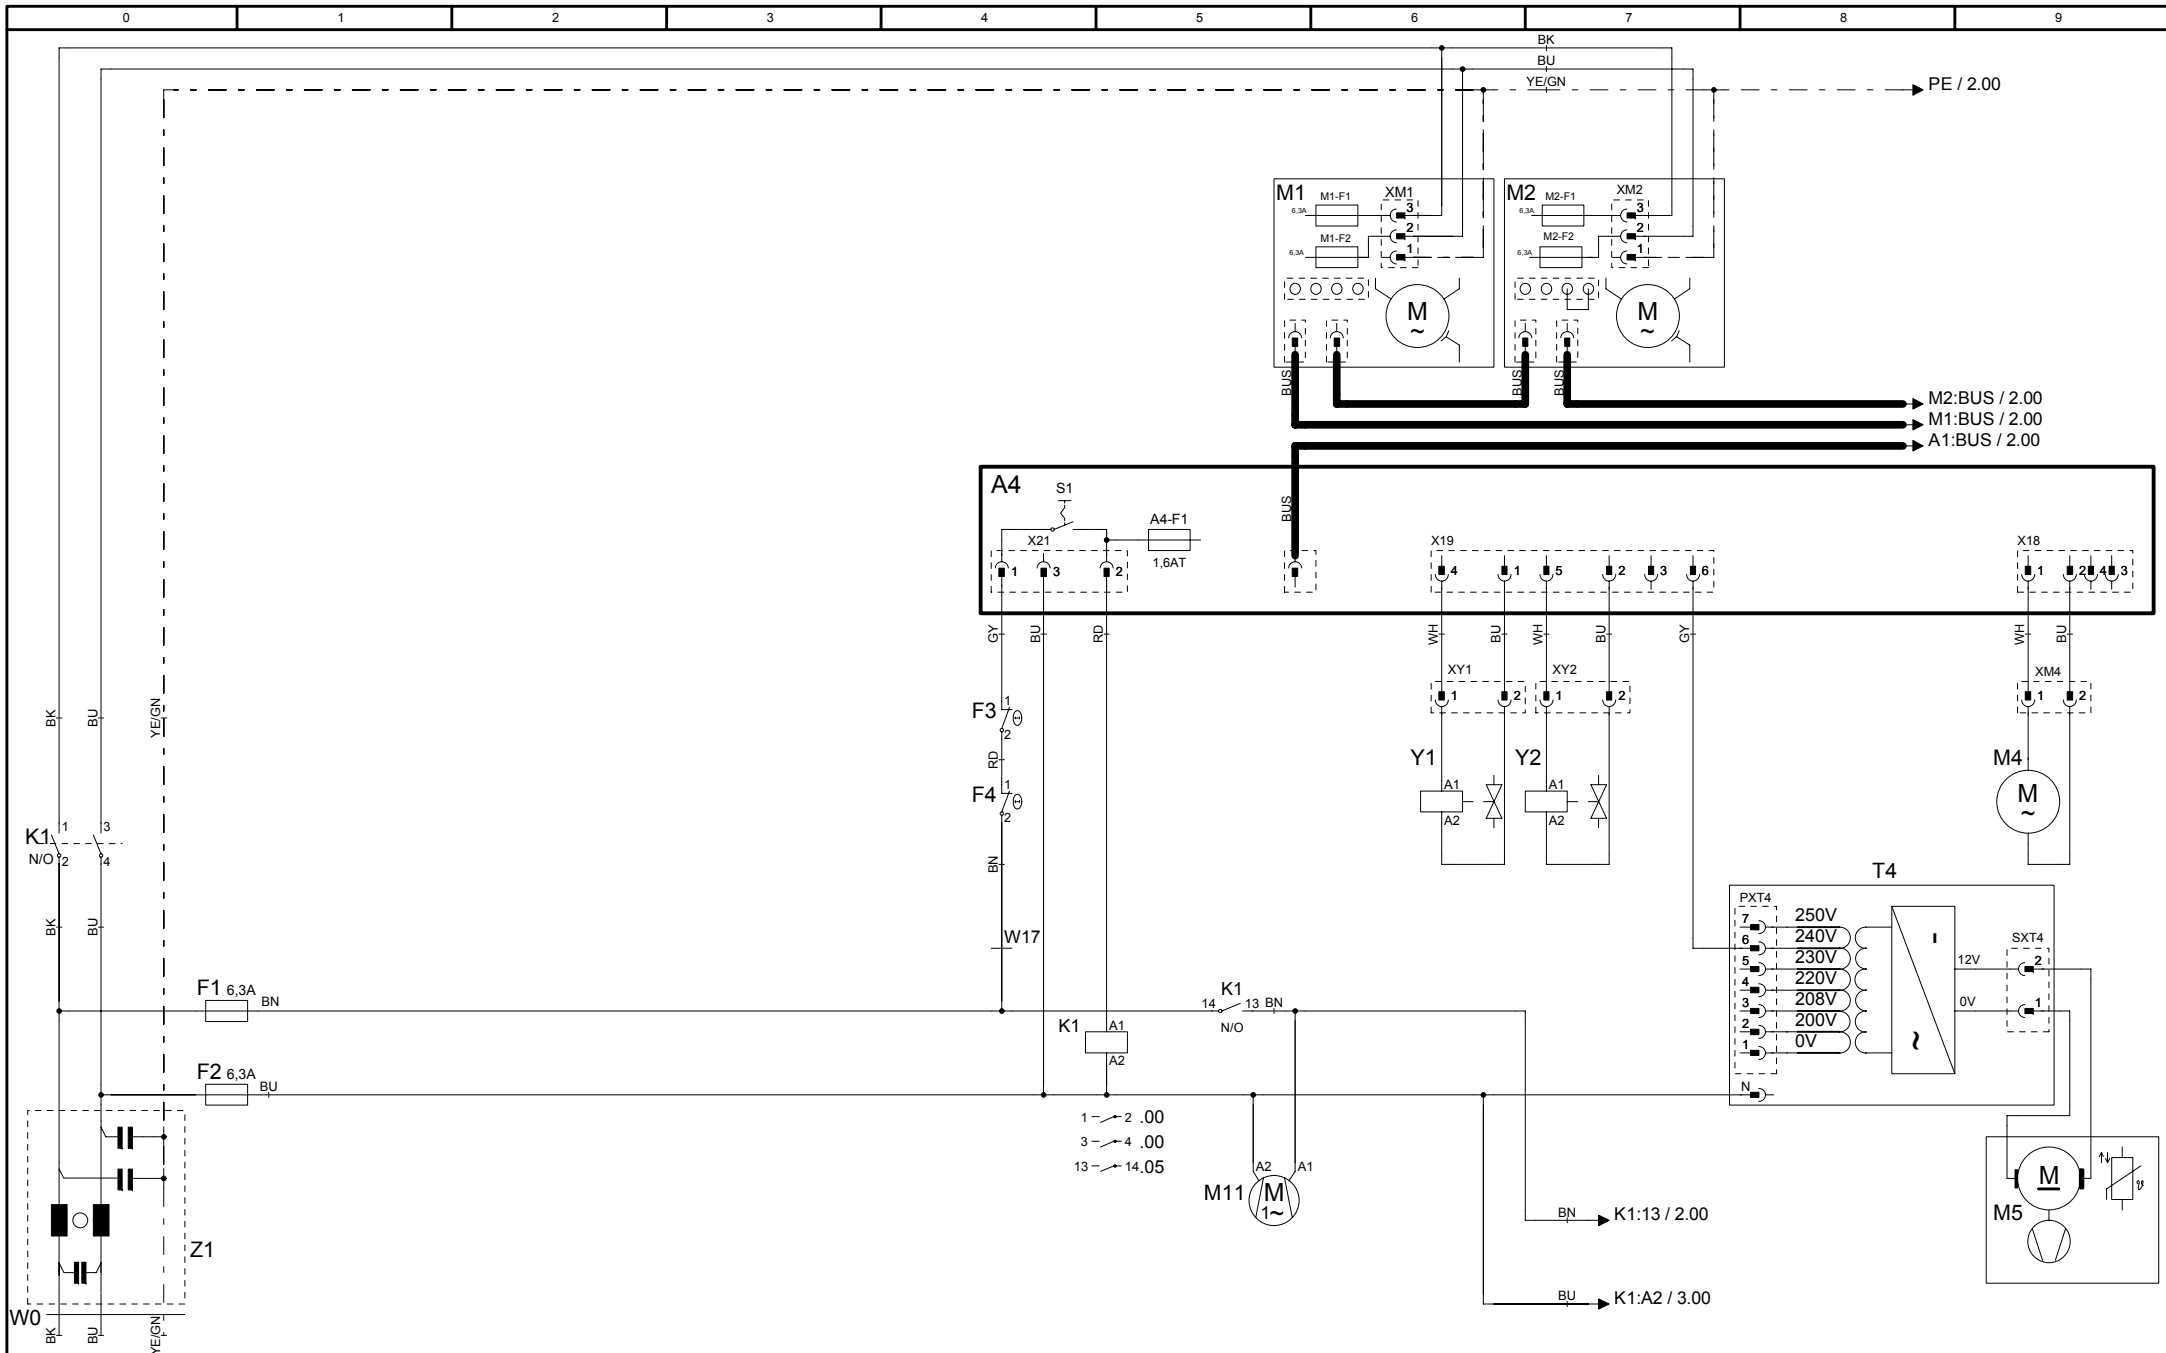 0 1 2 3 4 5 6 7 8 9
BK
BU
YE/GN
PE / 2.00
M1 M1-F1 XM1
6,3A 3
M1-F2 2
6,3A 1
M
~
BUS
M2 M2-F1 XM2
6,3A 3
M2-F2 2
6,3A 1
M
~
BUS BUS
M2:BUS / 2.00
M1:BUS / 2.00
A1:BUS / 2.00
A4 S1
A4-F1
1,6AT
X21
1 3 2
BUS
X19
4 1 5 2 3 6
X18
1 2 4 3
GY BU RD WH BU WH BU GY WH BU
XY1
1 2
XY2
1 2
XM4
1 2
BK BU YE/GN
F3 1
2
RD
F4 1
2
BN
W17
Y1
A1
A2
Y2
A1
A2
M4
M
~
K1 1 3
N/O 2 4
BK BU
T4
PXT4
7 250V
6 240V
5 230V
4 220V
3 208V
2 200V
1 0V
N
-
~
12V
0V
SXT4
2
1
F1 6,3A BN
K1
14 13 BN
N/O
K1 A1
A2
F2 6,3A BU
1 2 .00
3 4 .00
13 14 .05
A2 A1
M11 M
1~
M
M5
ϑ
BN K1:13 / 2.00
BU K1:A2 / 3.00
Z1
W0
BK BU YE/GN